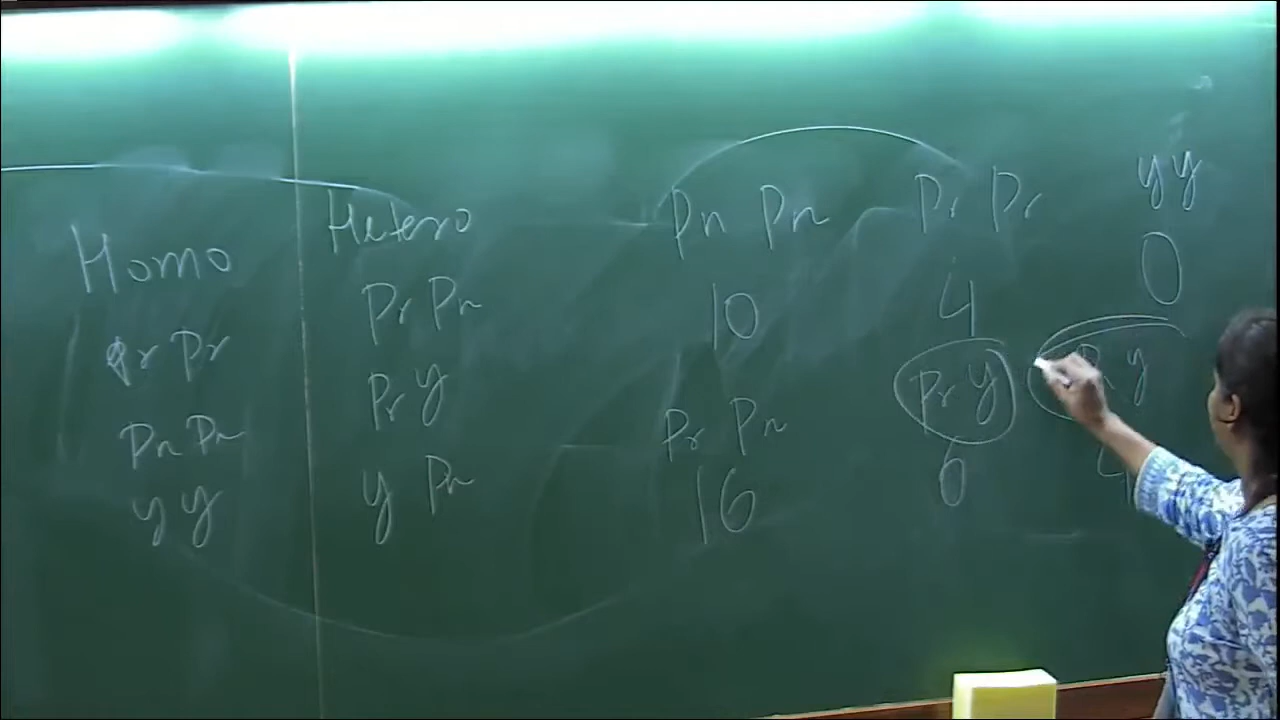 Homo
Pr Pr
Pn Pn
y y
Hetero
Pr Pn
Pr y
y Pn
Pn Pn Pr Pr y y
10 4 0
Pr Pn Pr y y
16 6 4